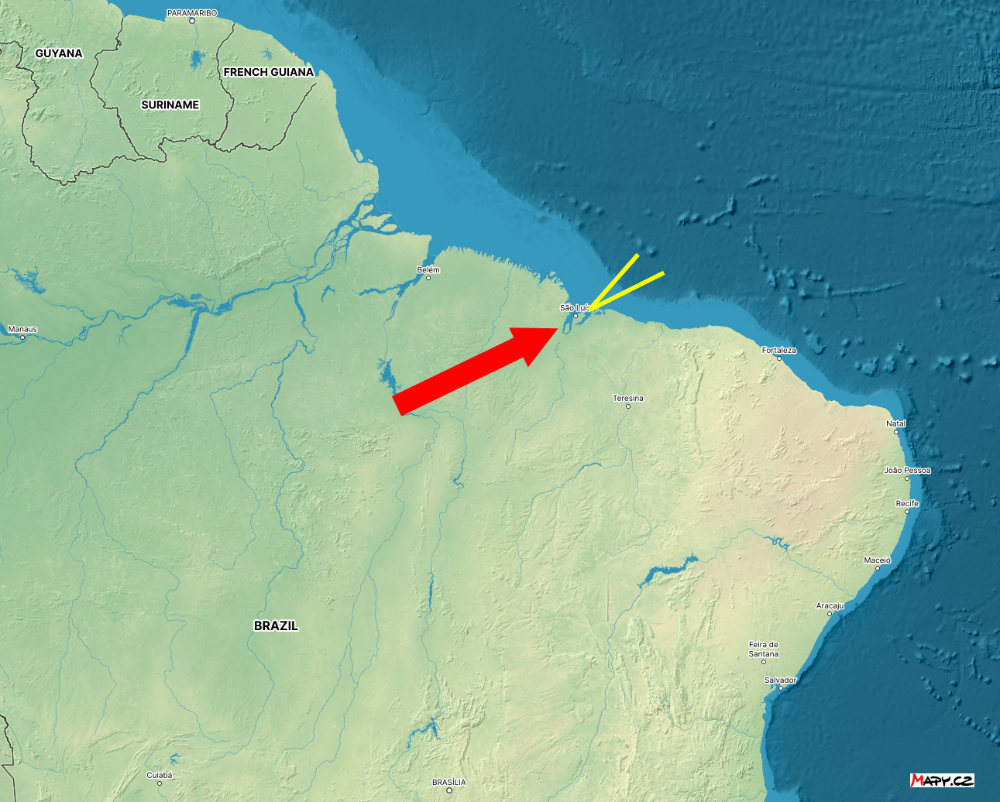 PARAMARIBO
GUYANA
FRENCH GUIANA
SURINAME
Belém
São Luís
Manaus
Fortaleza
Teresina
Natal
João Pessoa
Recife
Maceió
Aracaju
BRAZIL
Feira de
Santana
Salvador
Cuiabá
BRASÍLIA
MAPY.CZ